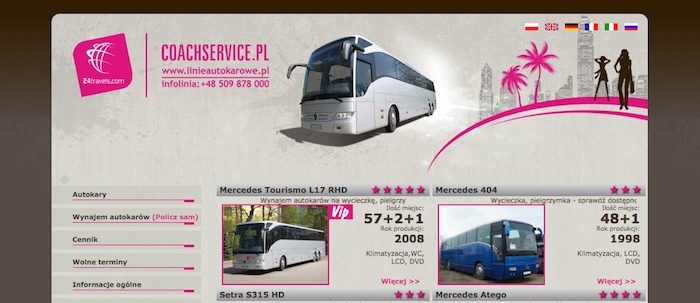 24travels.com
COACHSERVICE.PL
www.linieautokarowe.pl
infolinia: +48 509 878 000
Autokary
Wynajem autokarów (Policz sam)
Cennik
Wolne terminy
Informacje ogólne
Mercedes Tourismo L17 RHD
Wynajem autokarów na wycieczkę, pielgrzy
Vip
Ilość miejsc:
57+2+1
Rok produkcji:
2008
Klimatyzacja,WC,
LCD, DVD
Więcej >>
Mercedes 404
Wycieczka, pielgrzymka - sprawdź dostępne
Ilość miejsc:
48+1
Rok produkcji:
1998
Klimatyzacja, LCD,
DVD
Więcej >>
Setra S315 HD
Mercedes Atego